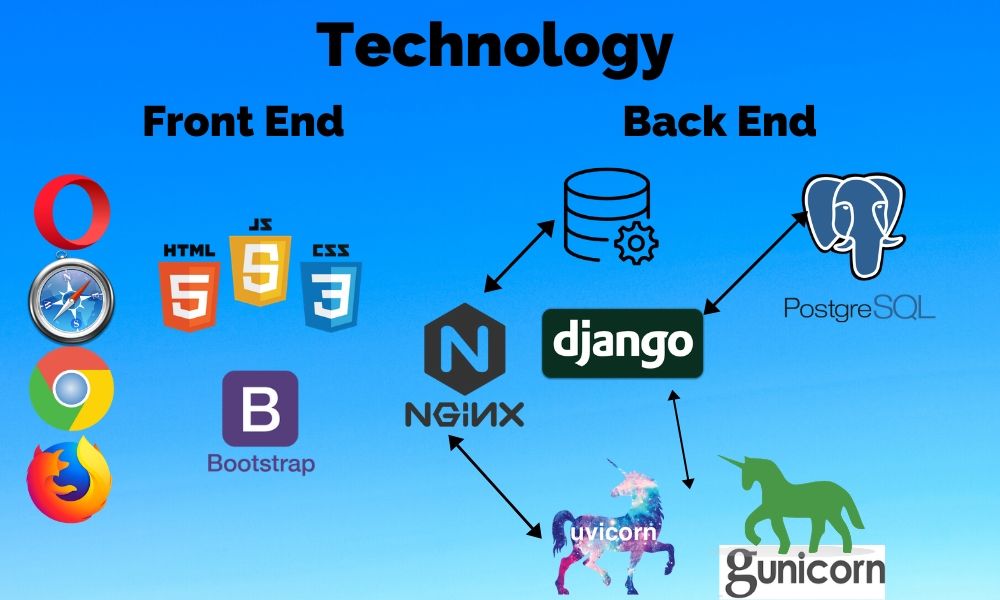 Technology
Front End
Back End
JS
HTML
CSS
5
5
3
PostgreSQL
N
django
NGiNX
B
Bootstrap
uvicorn
gunicorn